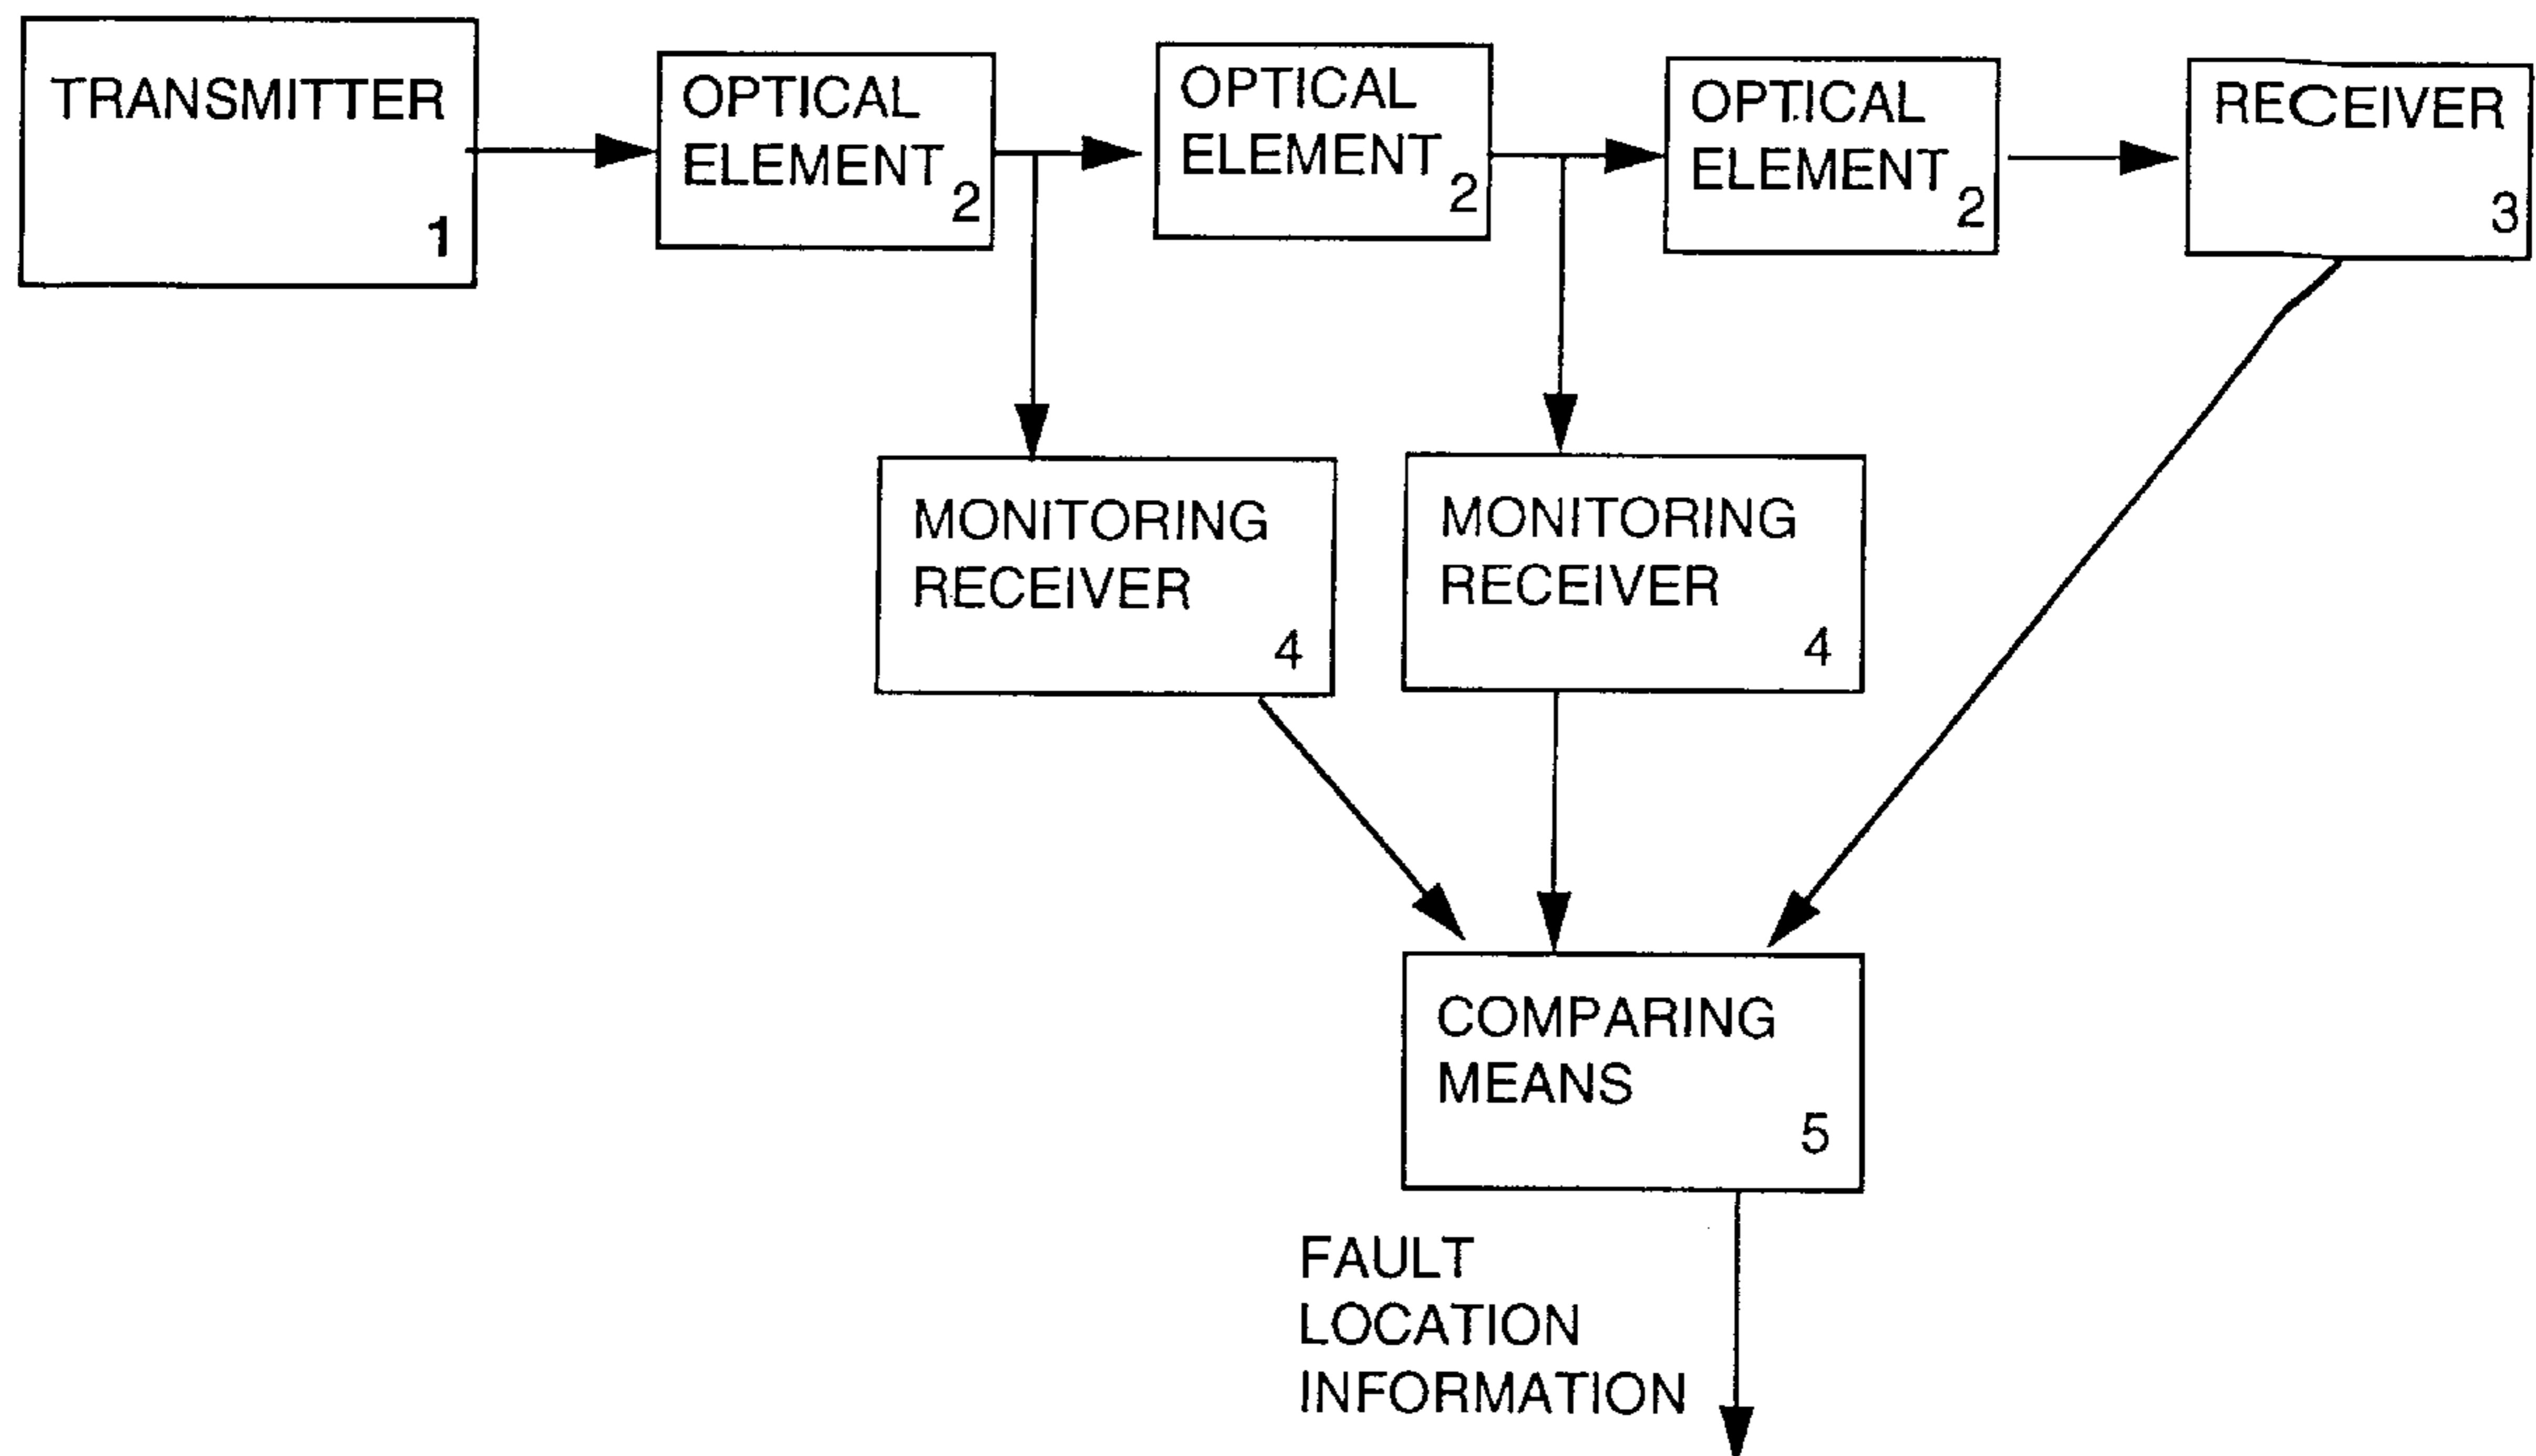 TRANSMITTER
1
OPTICAL
ELEMENT
2
OPTICAL
ELEMENT
2
OPTICAL
ELEMENT
2
RECEIVER
3
MONITORING
RECEIVER
4
MONITORING
RECEIVER
4
COMPARING
MEANS
5
FAULT
LOCATION
INFORMATION